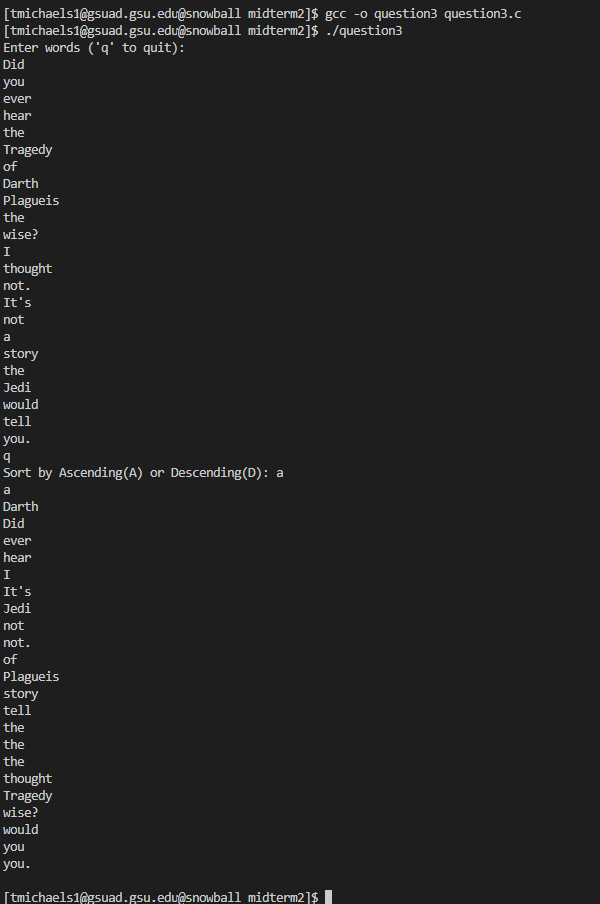 [tmichaels1@gsuad.gsu.edu@snowball midterm2]$ gcc -o question3 question3.c
[tmichaels1@gsuad.gsu.edu@snowball midterm2]$ ./question3
Enter words ('q' to quit):
Did
you
ever
hear
the
Tragedy
of
Darth
Plagueis
the
wise?
I
thought
not.
It's
not
a
story
the
Jedi
would
tell
you.
q
Sort by Ascending(A) or Descending(D): a
a
Darth
Did
ever
hear
I
It's
Jedi
not
not.
of
Plagueis
story
tell
the
the
the
thought
Tragedy
wise?
would
you
you.
[tmichaels1@gsuad.gsu.edu@snowball midterm2]$